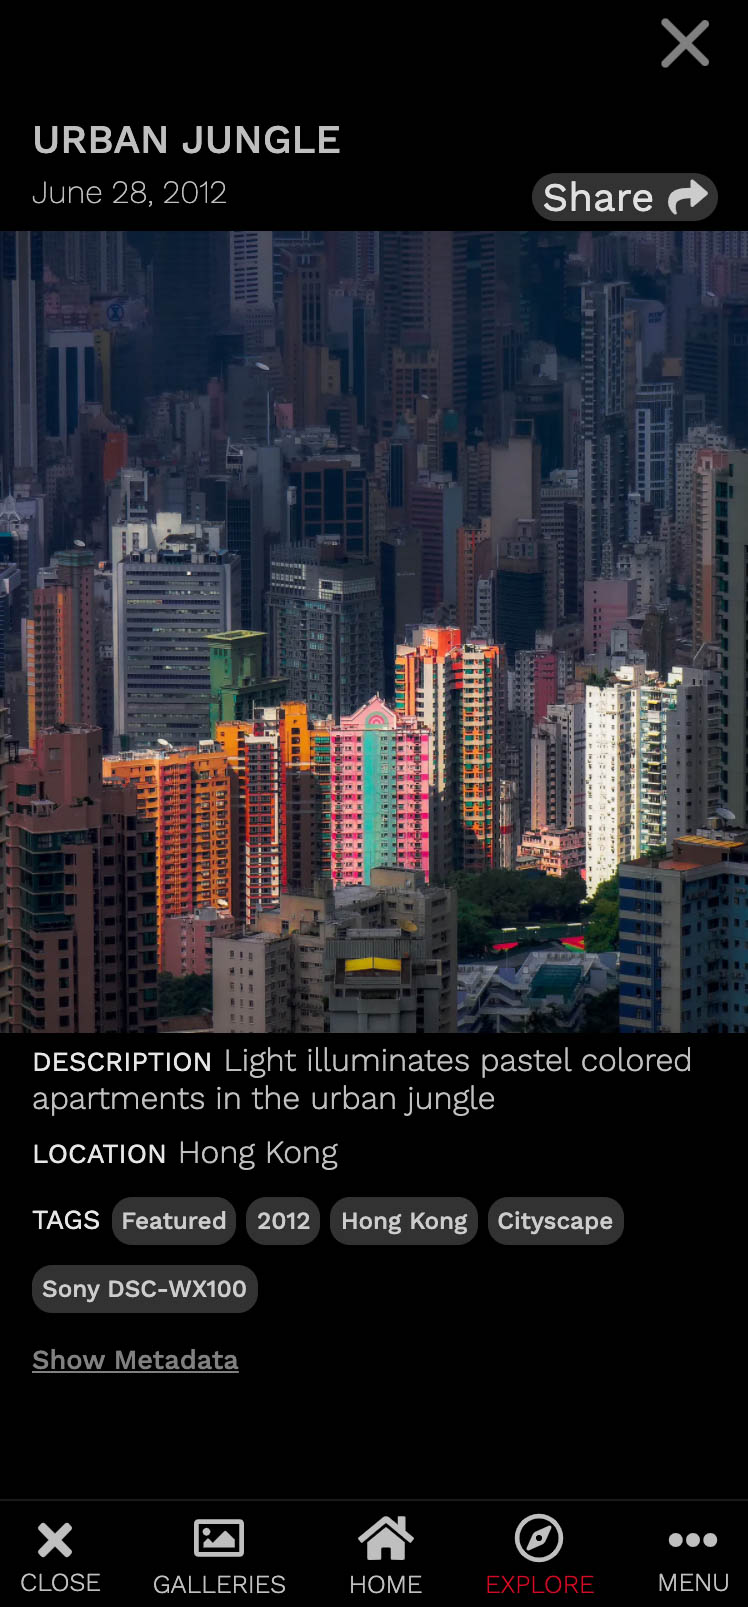 URBAN JUNGLE
June 28, 2012
Share
DESCRIPTION Light illuminates pastel colored
apartments in the urban jungle
LOCATION Hong Kong
TAGS Featured 2012 Hong Kong Cityscape
Sony DSC-WX100
Show Metadata
CLOSE GALLERIES HOME EXPLORE MENU